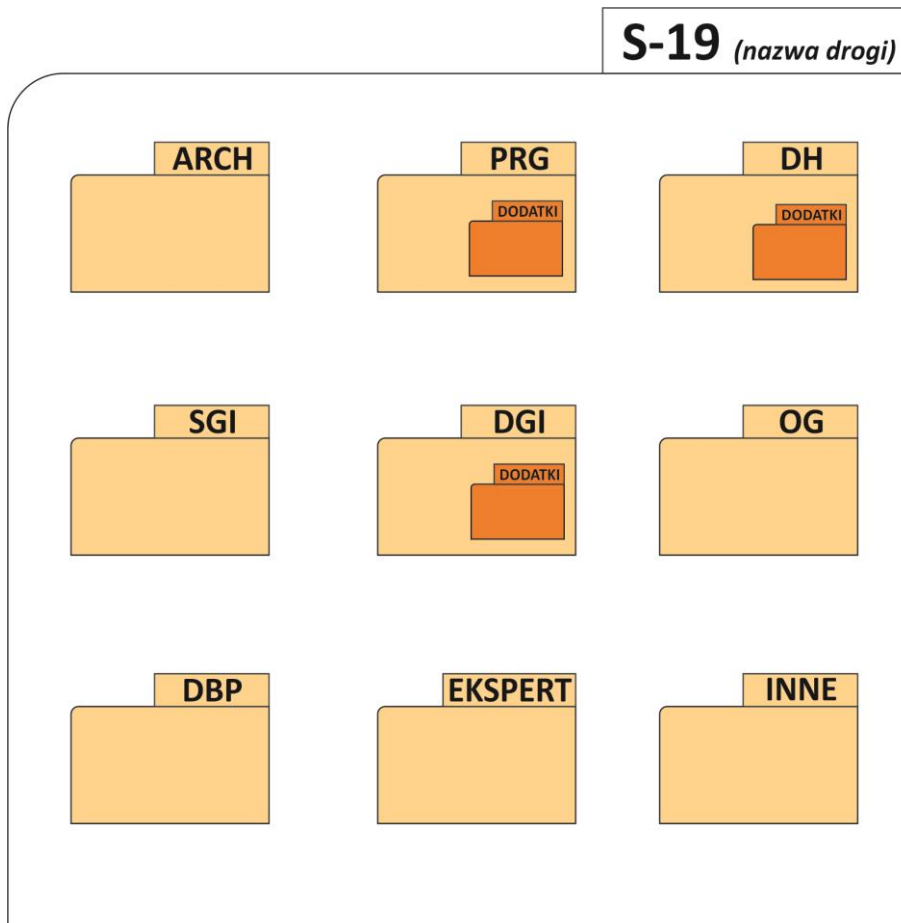 S-19 (nazwa drogi)
ARCH
PRG
DH
DODATKI
DODATKI
SGI
DGI
OG
DODATKI
DBP
EKSPERT
INNE